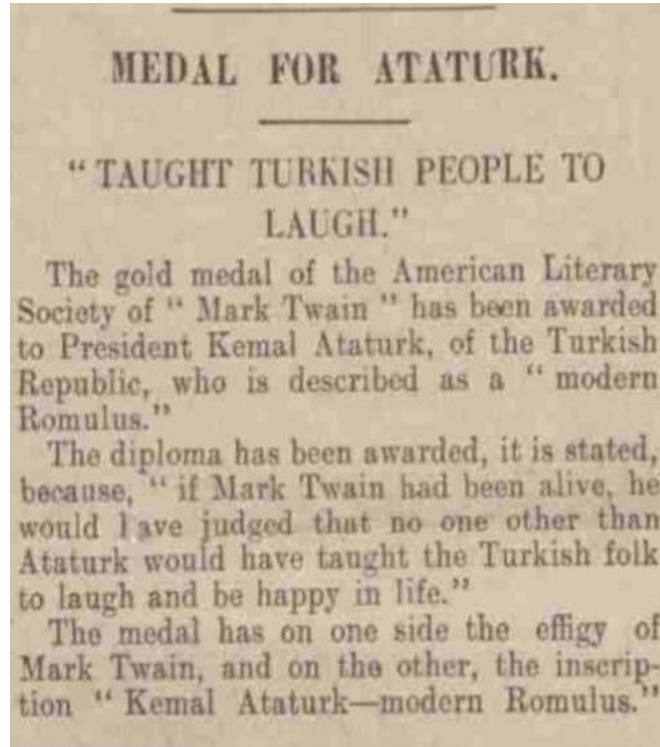 MEDAL FOR ATATURK.
"TAUGHT TURKISH PEOPLE TO
LAUGH."
The gold medal of the American Literary
Society of "Mark Twain" has been awarded
to President Kemal Ataturk, of the Turkish
Republic, who is described as a "modern
Romulus."
The diploma has been awarded, it is stated,
because, "if Mark Twain had been alive, he
would have judged that no one other than
Ataturk would have taught the Turkish folk
to laugh and be happy in life."
The medal has on one side the effigy of
Mark Twain, and on the other, the inscrip-
tion "Kemal Ataturk—modern Romulus."